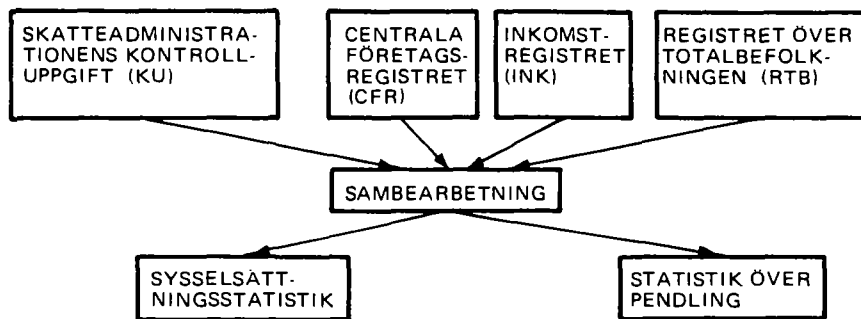 SKATTEADMINISTRA-
TIONENS KONTROLL-
UPPGIFT (KU)
CENTRALA
FÖRETAGS-
REGISTRET
(CFR)
INKOMST-
REGISTRET
(INK)
REGISTRET ÖVER
TOTALBEFOLK-
NINGEN (RTB)
SAMBEARBETNING
SYSSELSÄTT-
NINGSSTATISTIK
STATISTIK ÖVER
PENDLING